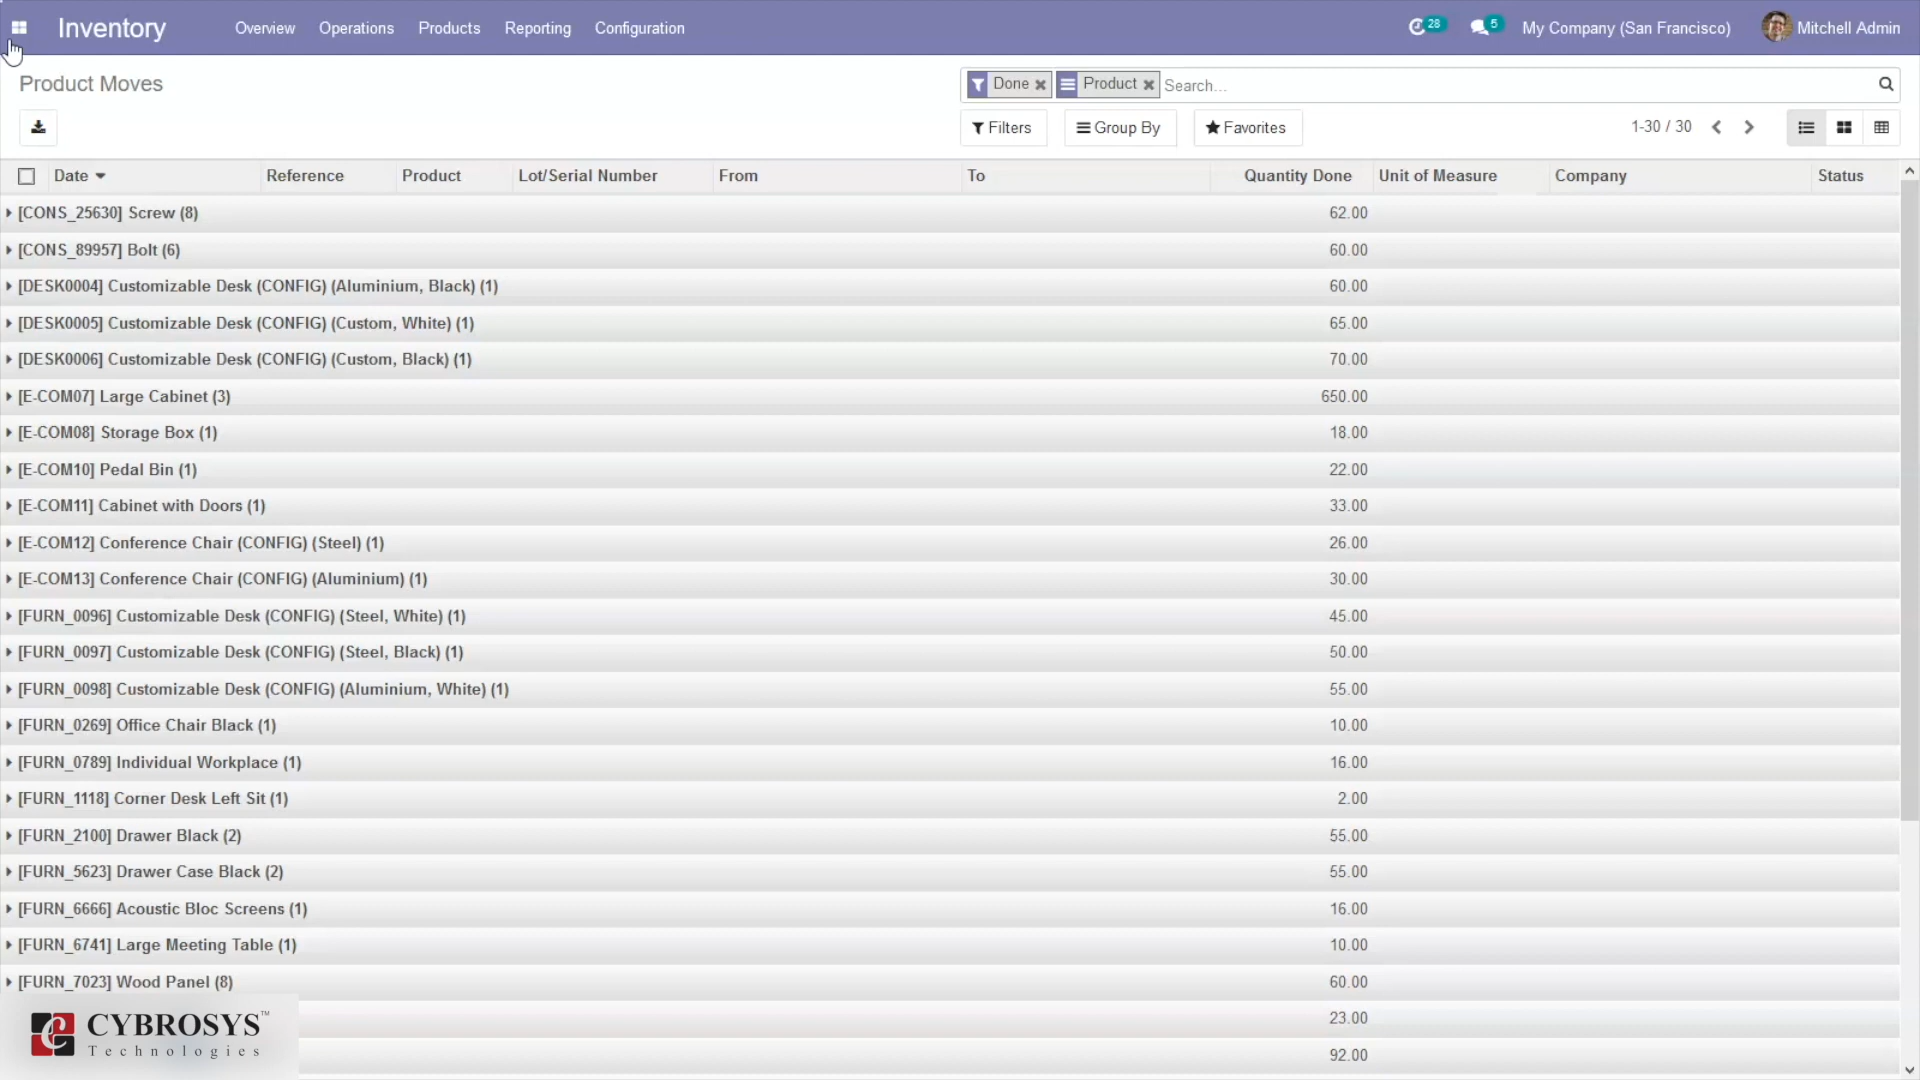 Inventory Overview Operations Products Reporting Configuration 28 5 My Company (San Francisco) Mitchell Admin
Product Moves
Done Product Search...
Filters Group By Favorites 1-30 / 30
Date Reference Product Lot/Serial Number From To Quantity Done Unit of Measure Company Status
[CONS_25630] Screw (8) 62.00
[CONS_89957] Bolt (6) 60.00
[DESK0004] Customizable Desk (CONFIG) (Aluminium, Black) (1) 60.00
[DESK0005] Customizable Desk (CONFIG) (Custom, White) (1) 65.00
[DESK0006] Customizable Desk (CONFIG) (Custom, Black) (1) 70.00
[E-COM07] Large Cabinet (3) 650.00
[E-COM08] Storage Box (1) 18.00
[E-COM10] Pedal Bin (1) 22.00
[E-COM11] Cabinet with Doors (1) 33.00
[E-COM12] Conference Chair (CONFIG) (Steel) (1) 26.00
[E-COM13] Conference Chair (CONFIG) (Aluminium) (1) 30.00
[FURN_0096] Customizable Desk (CONFIG) (Steel, White) (1) 45.00
[FURN_0097] Customizable Desk (CONFIG) (Steel, Black) (1) 50.00
[FURN_0098] Customizable Desk (CONFIG) (Aluminium, White) (1) 55.00
[FURN_0269] Office Chair Black (1) 10.00
[FURN_0789] Individual Workplace (1) 16.00
[FURN_1118] Corner Desk Left Sit (1) 2.00
[FURN_2100] Drawer Black (2) 55.00
[FURN_5623] Drawer Case Black (2) 55.00
[FURN_6666] Acoustic Bloc Screens (1) 16.00
[FURN_6741] Large Meeting Table (1) 10.00
[FURN_7023] Wood Panel (8) 60.00
23.00
92.00
CYBROSYS™
Technologies